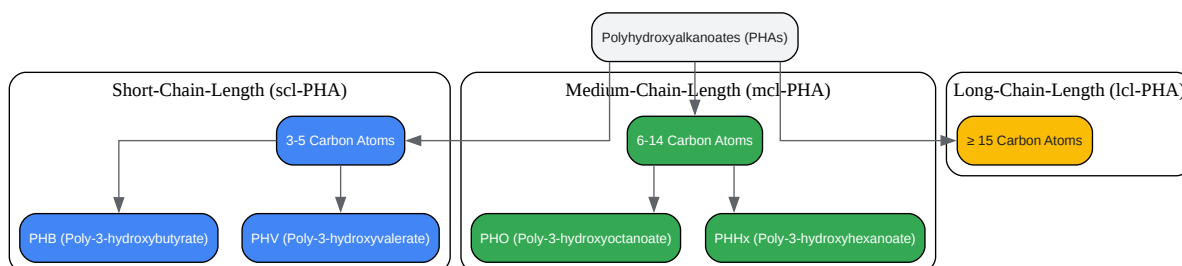 Polyhydroxyalkanoates (PHAs)
Short-Chain-Length (scl-PHA)
Medium-Chain-Length (mcl-PHA)
Long-Chain-Length (lcl-PHA)
3-5 Carbon Atoms
6-14 Carbon Atoms
≥ 15 Carbon Atoms
PHB (Poly-3-hydroxybutyrate)
PHV (Poly-3-hydroxyvalerate)
PHO (Poly-3-hydroxyoctanoate)
PHHx (Poly-3-hydroxyhexanoate)